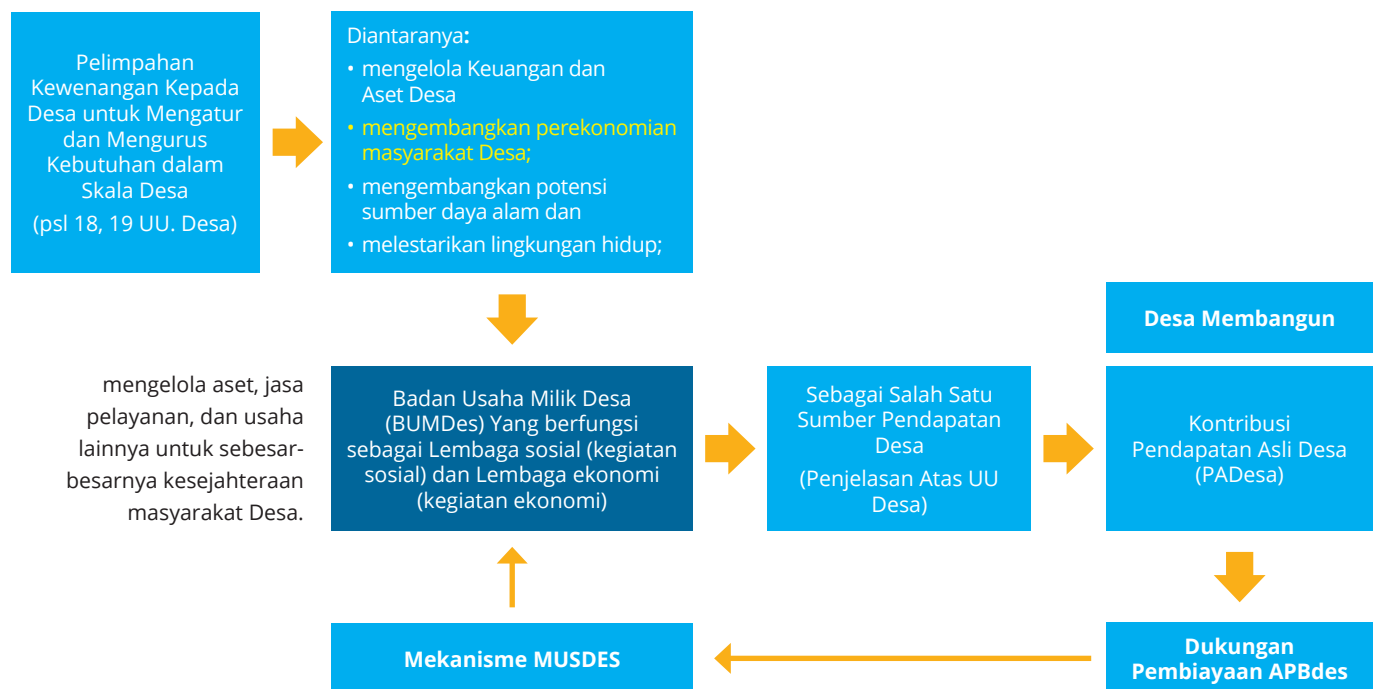 Pelimpahan
Kewenangan Kepada
Desa untuk Mengatur
dan Mengurus
Kebutuhan dalam
Skala Desa
(psl 18, 19 UU. Desa)
Diantaranya:
• mengelola Keuangan dan
Aset Desa
• mengembangkan perekonomian
masyarakat Desa;
• mengembangkan potensi
sumber daya alam dan
• melestarikan lingkungan hidup;
mengelola aset, jasa
pelayanan, dan usaha
lainnya untuk sebesar-
besarnya kesejahteraan
masyarakat Desa.
Badan Usaha Milik Desa
(BUMDes) Yang berfungsi
sebagai Lembaga sosial (kegiatan
sosial) dan Lembaga ekonomi
(kegiatan ekonomi)
Sebagai Salah Satu
Sumber Pendapatan
Desa
(Penjelasan Atas UU
Desa)
Desa Membangun
Kontribusi
Pendapatan Asli Desa
(PADesa)
Mekanisme MUSDES
Dukungan
Pembiayaan APBdes